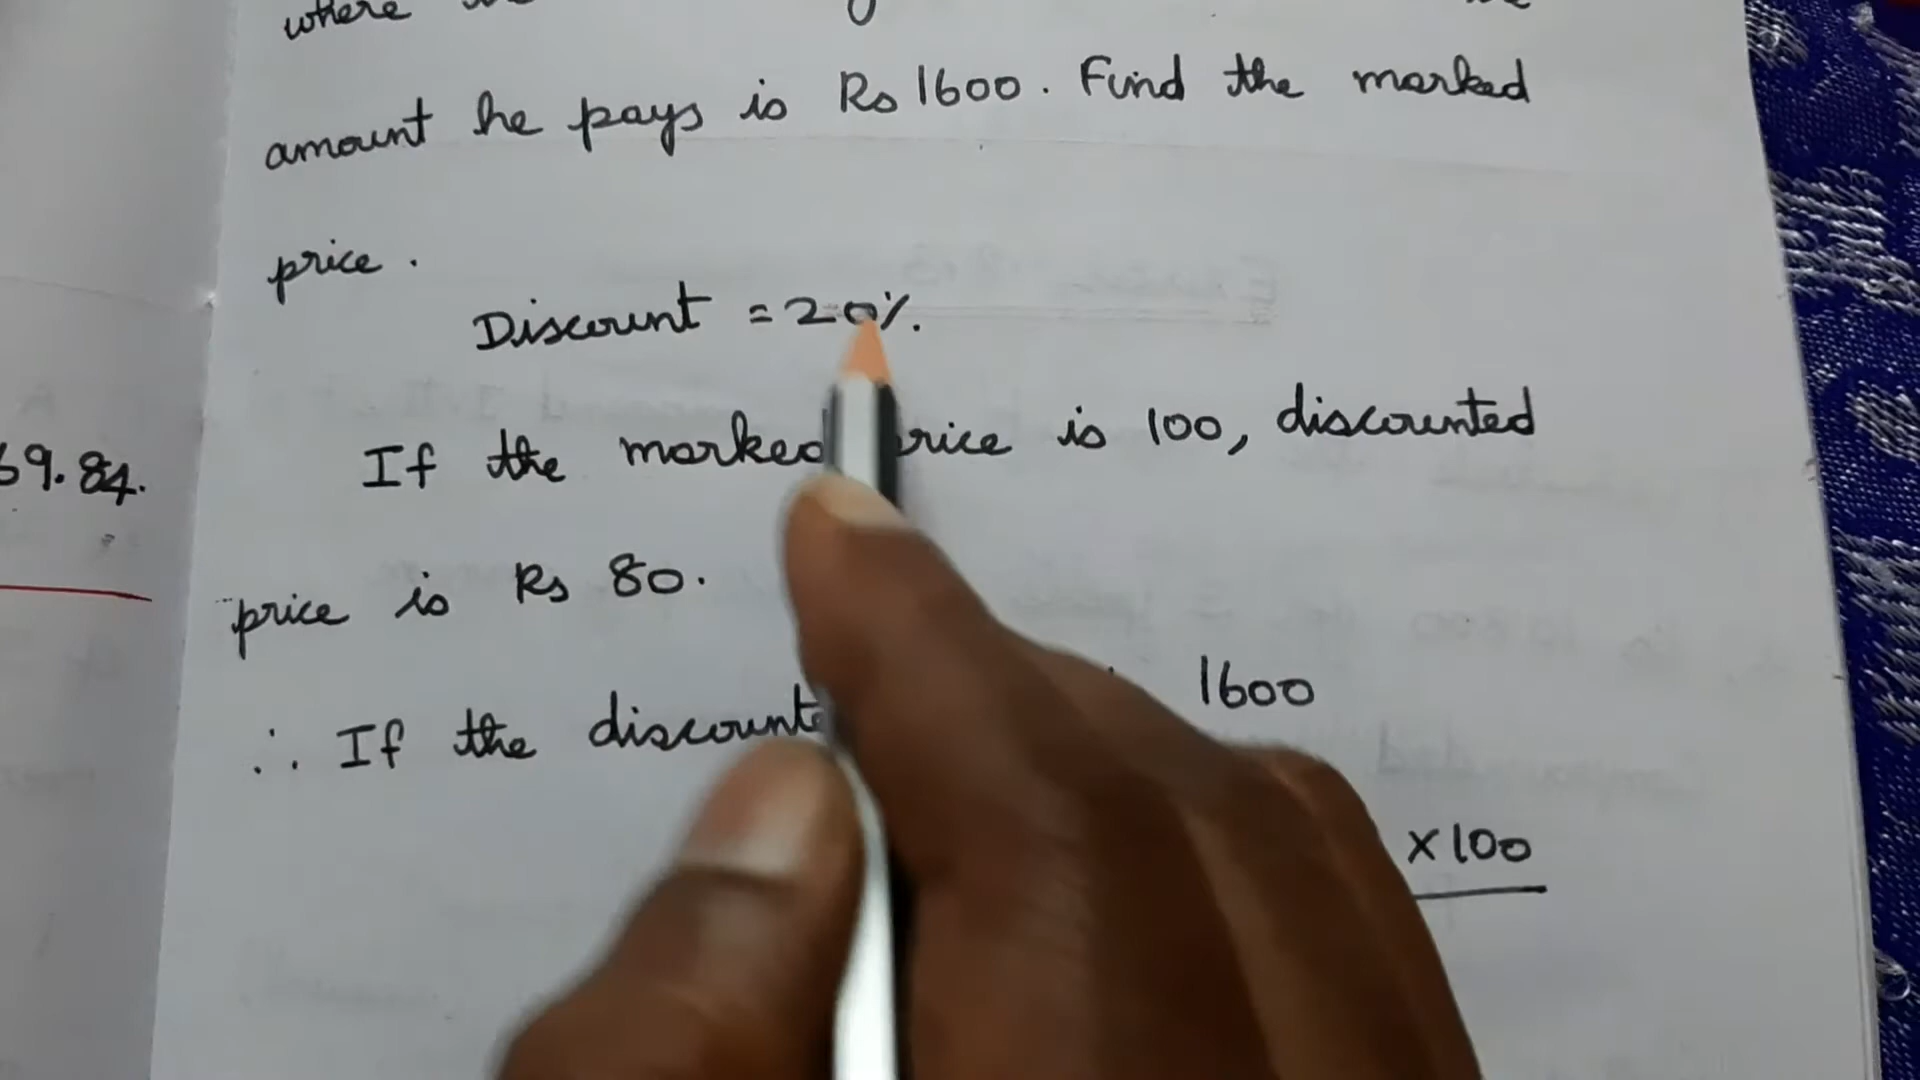 where
amount he pays is Rs 1600. Find the marked
price.
Discount = 20%.
If the marked price is 100, discounted
69.84.
price is Rs 80.
∴ If the 1600
× 100